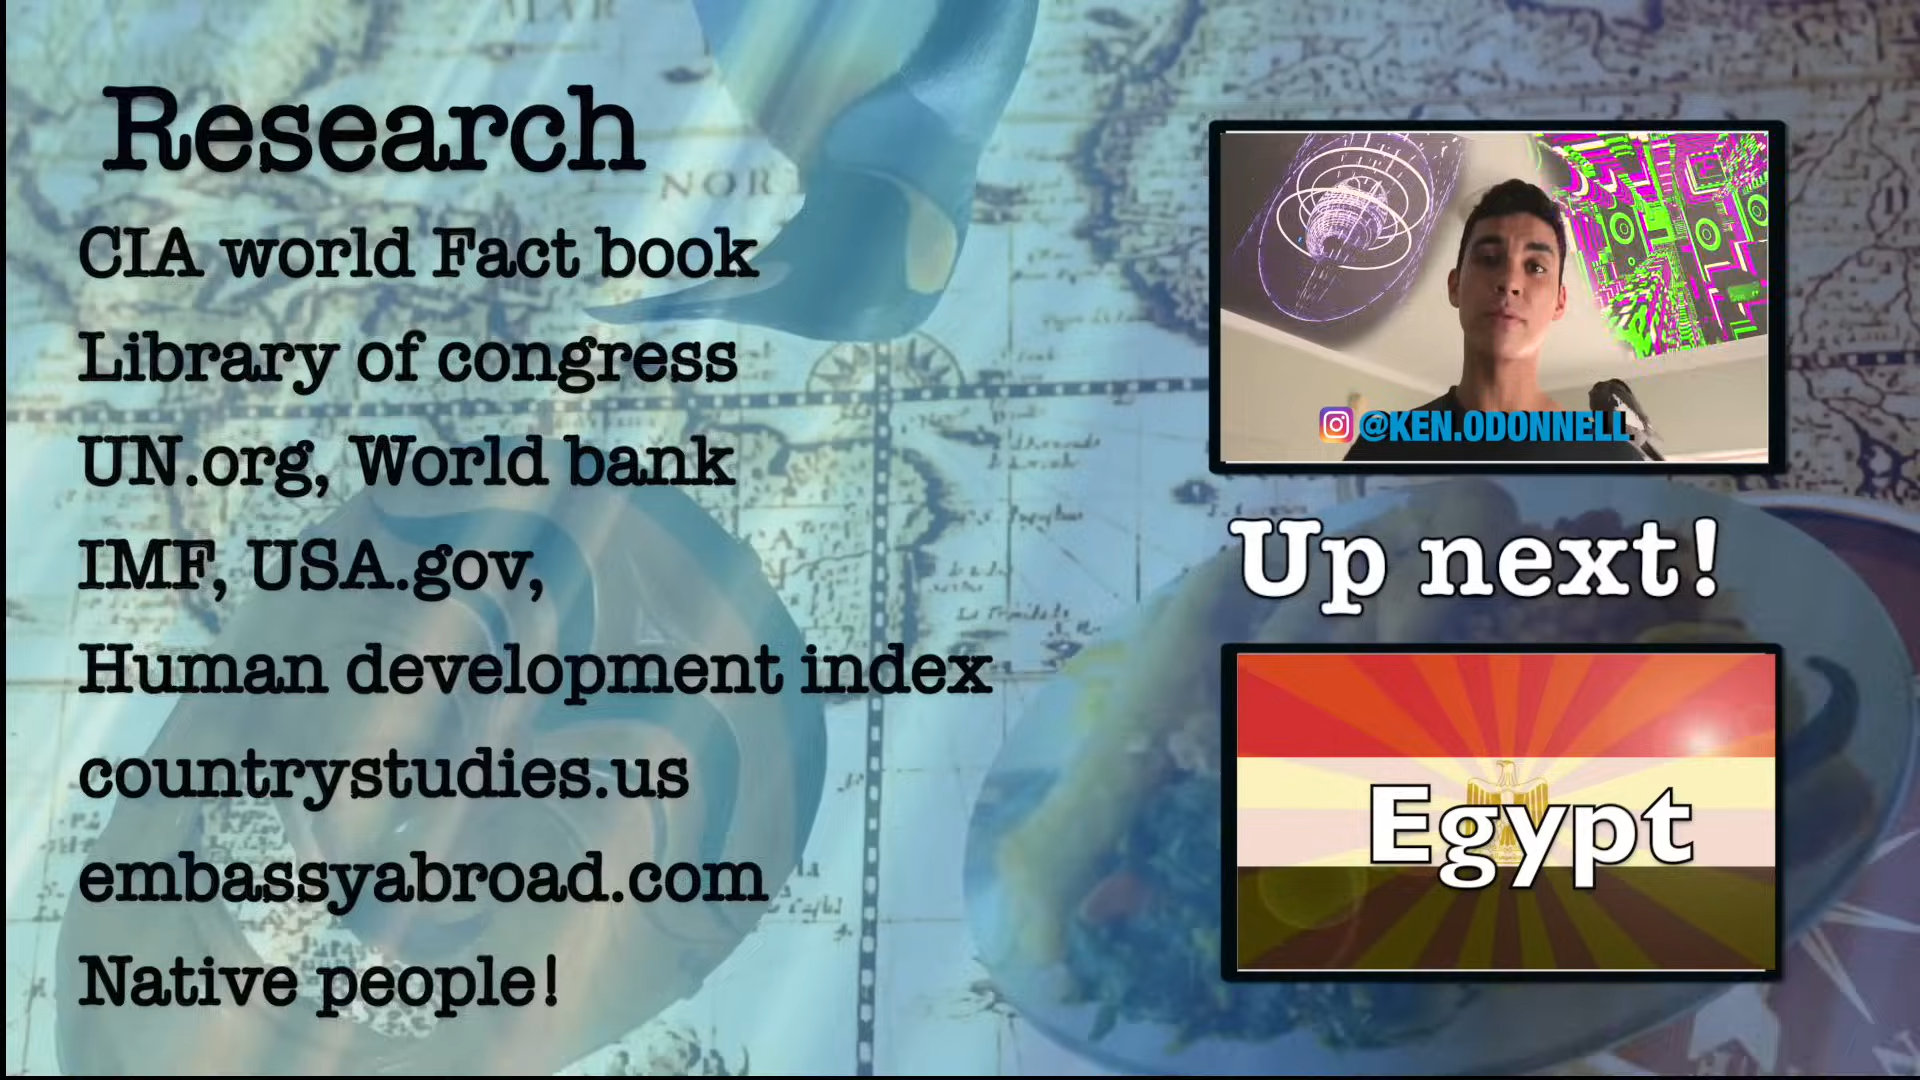 Research
CIA world Fact book
Library of congress
UN.org, World bank
IMF, USA.gov,
Human development index
countrystudies.us
embassyabroad.com
Native people!
NOR
@KEN.ODONNELL
Up next!
Egypt